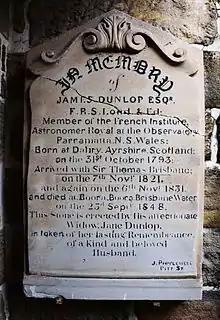 IN MEMORY
of
JAMES DUNLOP ESQR.
F.R.S. Lond. & Ed.
Member of the French Institute,
Astronomer Royal at the Observatory
Parramatta, N.S. Wales;
Born at Dalry, Ayrshire, Scotland;
on the 31st October 1793;
Arrived with Sir Thomas Brisbane;
on the 7th Novr 1821,
and again on the 6th Novr 1831,
and died at Boora Boora, Brisbane Water
on the Septr 1848.
This Stone is erected by his affectionate
Widow, Jane Dunlop,
in token of her lasting Remembrance
of a kind and beloved
Husband.
J. POPPLEWELL
PITT ST